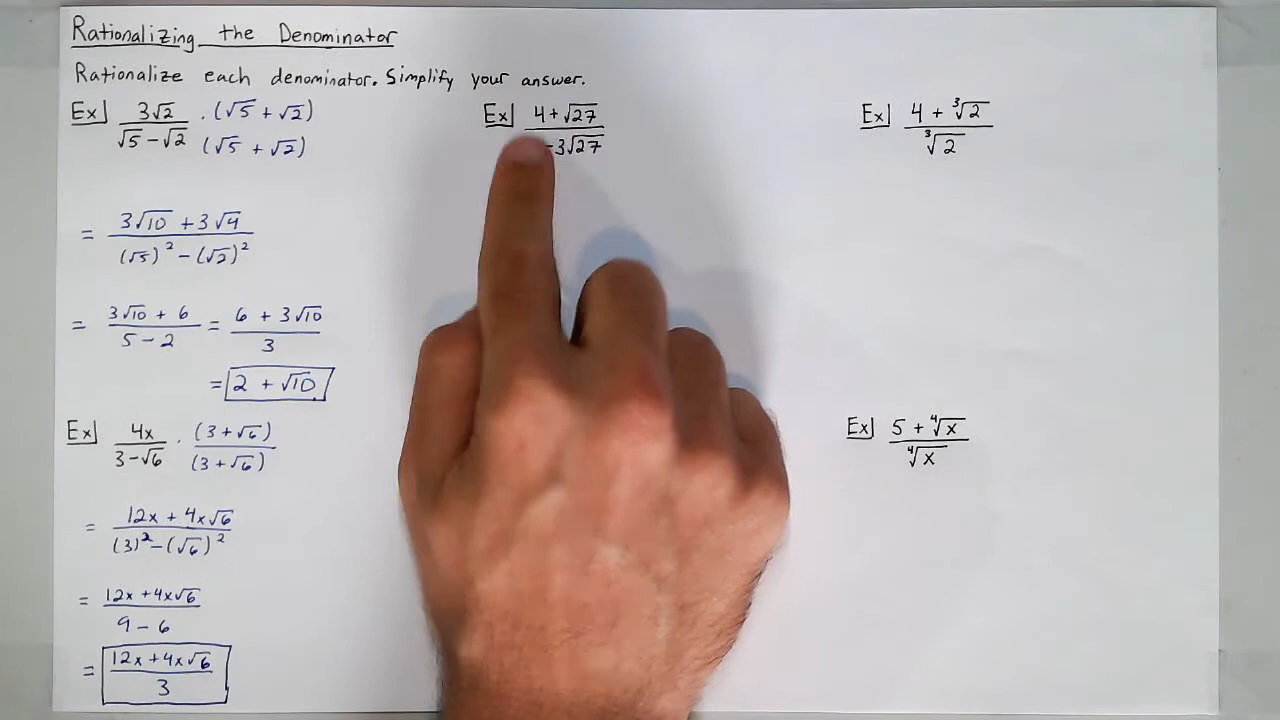 Rationalizing the Denominator
Rationalize each denominator. Simplify your answer.
Ex] 3√2 / √5 − √2 · (√5 + √2) / (√5 + √2)
= 3√10 + 3√4 / (√5)² − (√2)²
= 3√10 + 6 / 5 − 2 = 6 + 3√10 / 3
= 2 + √10
Ex] 4x / 3 − √6 · (3 + √6) / (3 + √6)
= 12x + 4x√6 / (3)² − (√6)²
= 12x + 4x√6 / 9 − 6
= 12x + 4x√6 / 3
Ex] 4 + √27 / − 3√27
Ex] 4 + ∛2 / ∛2
Ex] 5 + ∜x / ∜x